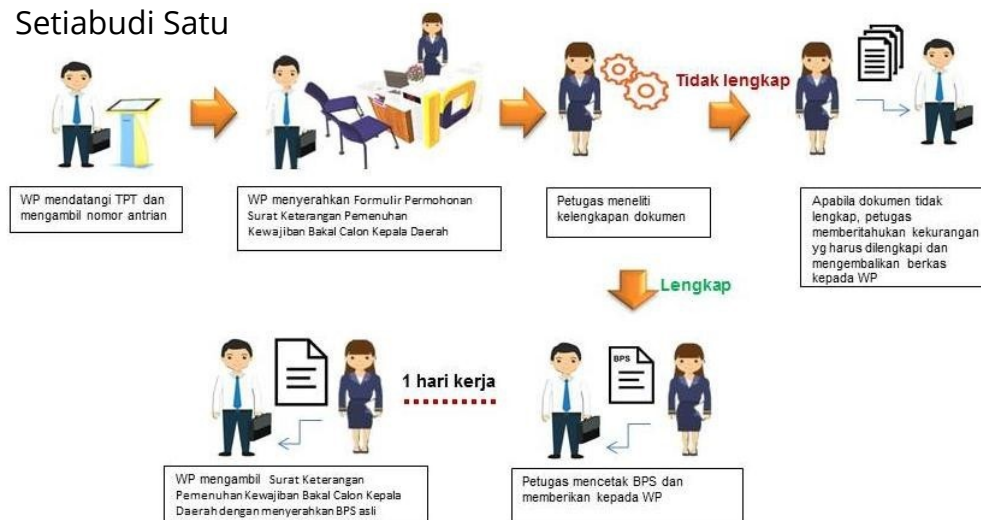 Setiabudi Satu
Tidak lengkap
WP mendatangi TPT dan
mengambil nomor antrian
WP menyerahkan Formulir Permohonan
Surat Keterangan Pemenuhan
Kewajiban Bakal Calon Kepala Daerah
Petugas meneliti
kelengkapan dokumen
Apabila dokumen tidak
lengkap, petugas
memberitahukan kekurangan
yg harus dilengkapi dan
mengembalikan berkas
kepada WP
Lengkap
1 hari kerja
BPS
WP mengambil Surat Keterangan
Pemenuhan Kewajiban Bakal Calon Kepala
Daerah dengan menyerahkan BPS asli
Petugas mencetak BPS dan
memberikan kepada WP